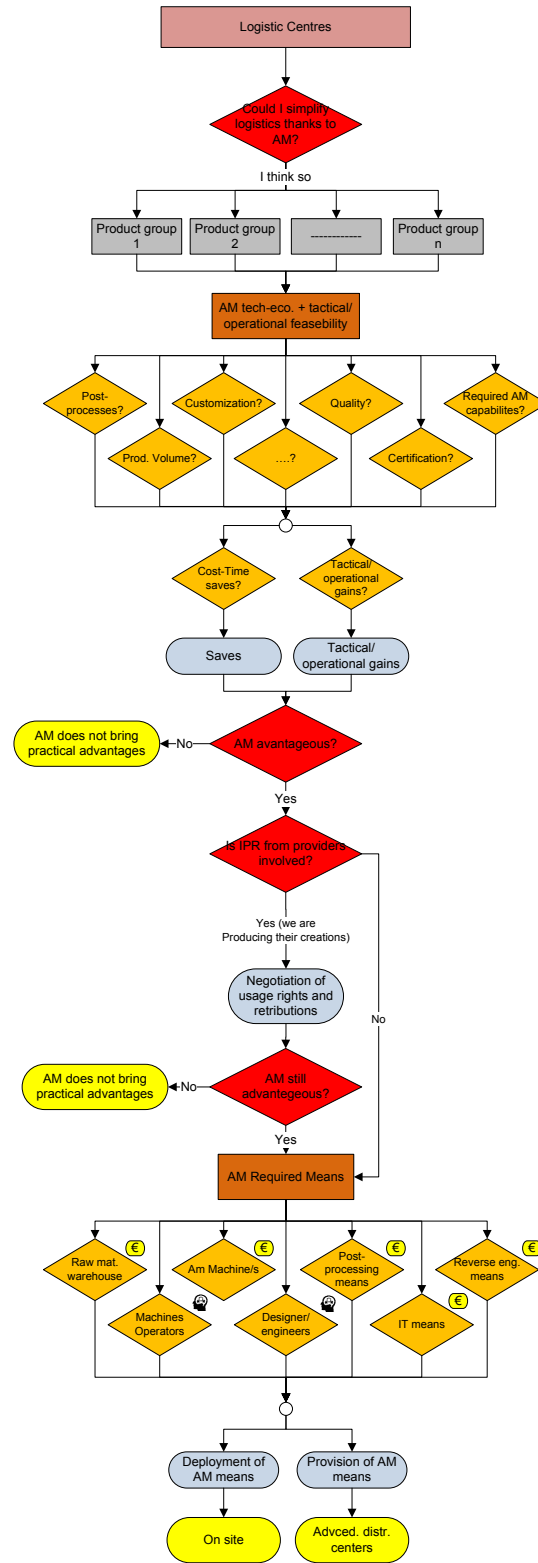 Logistic Centres
Could I simplify
logistics thanks to
AM?
I think so
Product group
1
Product group
2
------------
Product group
n
AM tech-eco. + tactical/
operational feasebility
Post-
processes?
Customization?
Quality?
Required AM
capabilites?
Prod. Volume?
....?
Certification?
Cost-Time
saves?
Tactical/
operational
gains?
Saves
Tactical/
operational gains
AM does not bring
practical advantages
No
AM avantageous?
Yes
Is IPR from providers
involved?
Yes (we are
Producing their creations)
No
Negotiation of
usage rights and
retributions
AM does not bring
practical advantages
No
AM still
advantegeous?
Yes
AM Required Means
Raw mat.
warehouse
€
Am Machine/s
€
Post-
processing
means
€
Reverse eng.
means
€
Machines
Operators
Designer/
engineers
IT means
€
Deployment of
AM means
Provision of AM
means
On site
Advced. distr.
centers